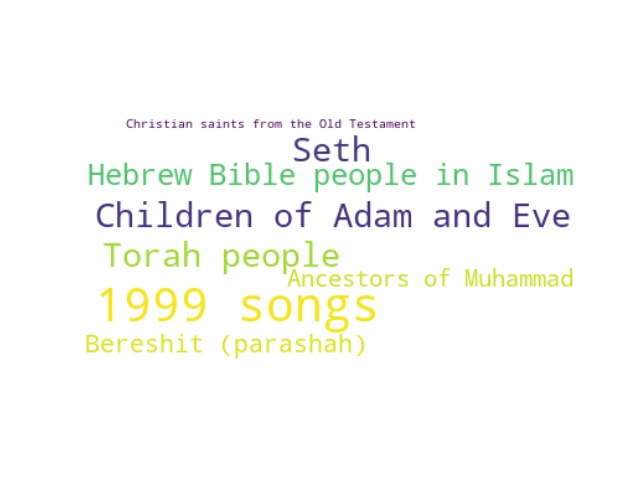 Christian saints from the Old Testament
Seth
Hebrew Bible people in Islam
Children of Adam and Eve
Torah people
Ancestors of Muhammad
1999 songs
Bereshit (parashah)